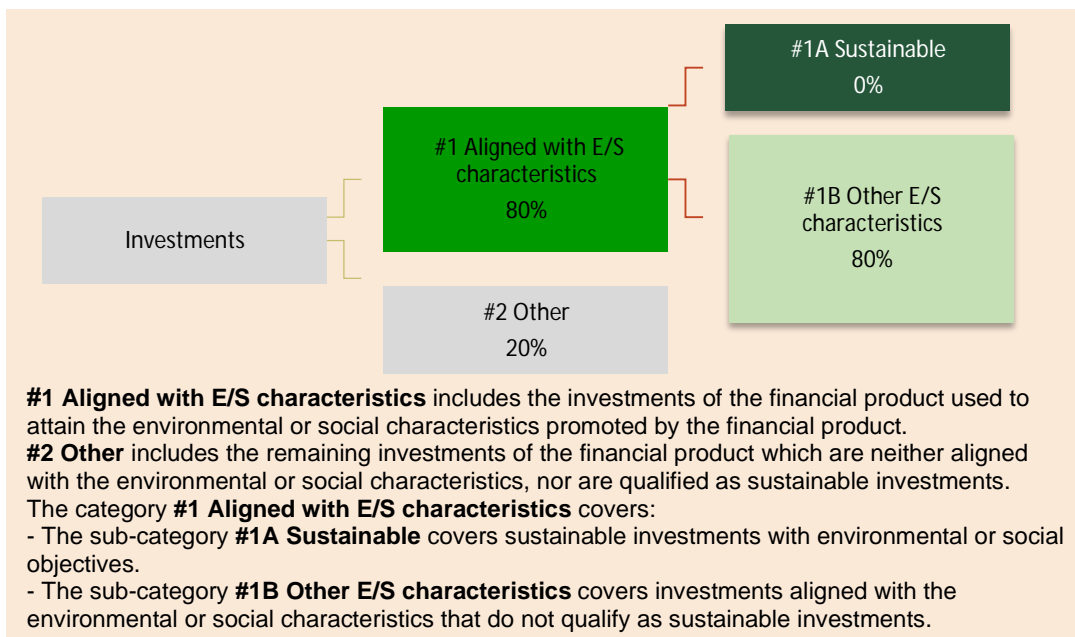 #1A Sustainable
0%
#1 Aligned with E/S
characteristics
80%
#1B Other E/S
characteristics
80%
Investments
#2 Other
20%
#1 Aligned with E/S characteristics includes the investments of the financial product used to
attain the environmental or social characteristics promoted by the financial product.
#2 Other includes the remaining investments of the financial product which are neither aligned
with the environmental or social characteristics, nor are qualified as sustainable investments.
The category #1 Aligned with E/S characteristics covers:
- The sub-category #1A Sustainable covers sustainable investments with environmental or social
objectives.
- The sub-category #1B Other E/S characteristics covers investments aligned with the
environmental or social characteristics that do not qualify as sustainable investments.